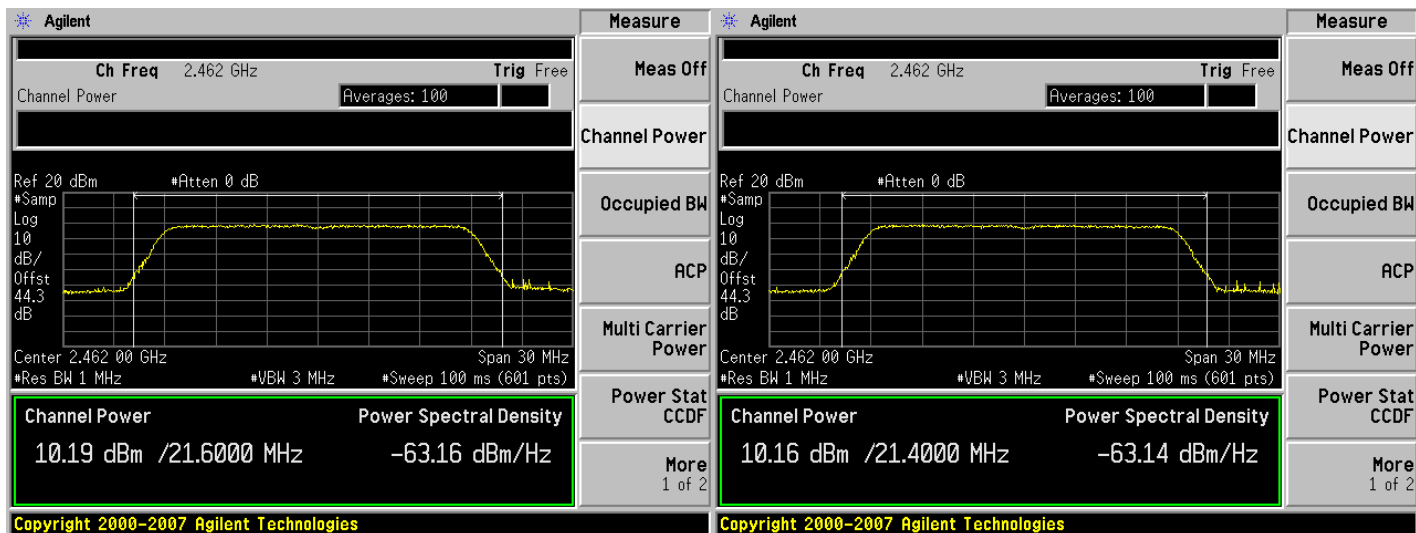 Agilent
Measure
Ch Freq 2.462 GHz Trig Free
Channel Power Averages: 100
Ref 20 dBm #Atten 0 dB
#Samp
Log
10
dB/
Offst
44.3
dB
Center 2.462 00 GHz Span 30 MHz
#Res BW 1 MHz #VBW 3 MHz #Sweep 100 ms (601 pts)
Channel Power Power Spectral Density
10.19 dBm /21.6000 MHz -63.16 dBm/Hz
Copyright 2000-2007 Agilent Technologies
Meas Off
Channel Power
Occupied BW
ACP
Multi Carrier
Power
Power Stat
CCDF
More
1 of 2
Agilent
Measure
Ch Freq 2.462 GHz Trig Free
Channel Power Averages: 100
Ref 20 dBm #Atten 0 dB
#Samp
Log
10
dB/
Offst
44.3
dB
Center 2.462 00 GHz Span 30 MHz
#Res BW 1 MHz #VBW 3 MHz #Sweep 100 ms (601 pts)
Channel Power Power Spectral Density
10.16 dBm /21.4000 MHz -63.14 dBm/Hz
Copyright 2000-2007 Agilent Technologies
Meas Off
Channel Power
Occupied BW
ACP
Multi Carrier
Power
Power Stat
CCDF
More
1 of 2